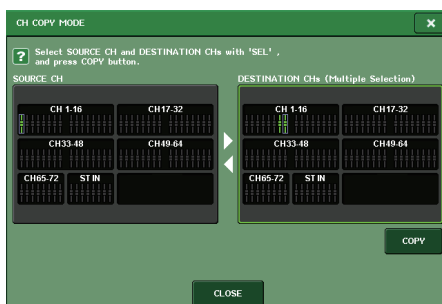 CH COPY MODE
Select SOURCE CH and DESTINATION CHs with 'SEL' ,
and press COPY button.
SOURCE CH
DESTINATION CHs (Multiple Selection)
CH 1-16
CH17-32
CH33-48
CH49-64
CH65-72
ST IN
CH 1-16
CH17-32
CH33-48
CH49-64
CH65-72
ST IN
COPY
CLOSE